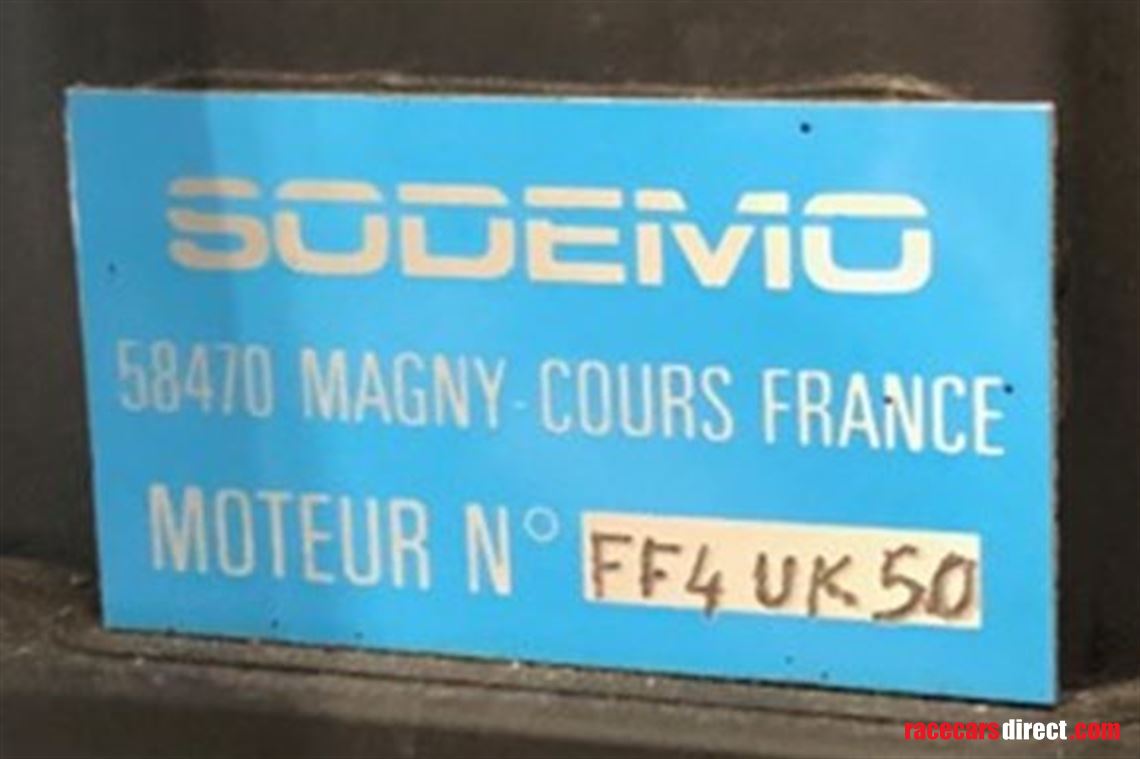 SODEMO
58470 MAGNY-COURS FRANCE
MOTEUR N° FF4 UK 50
racecarsdirect.com